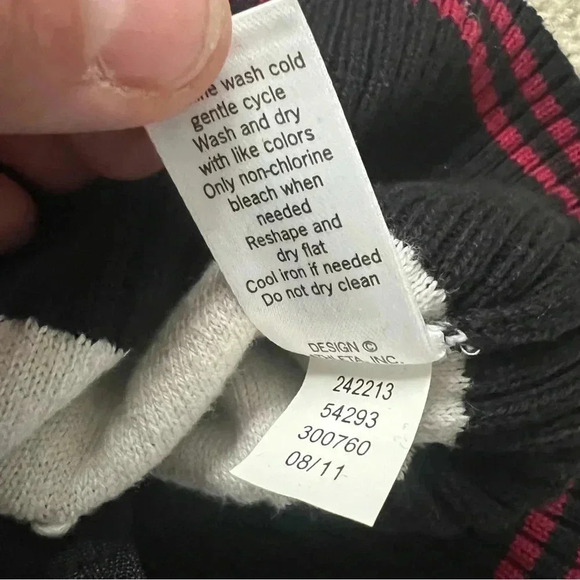 wash cold
gentle cycle
Wash and dry
with like colors
Only non-chlorine
bleach when
needed
Reshape and
dry flat
Cool iron if needed
Do not dry clean
DESIGN ©
INC.
242213
54293
300760
08/11